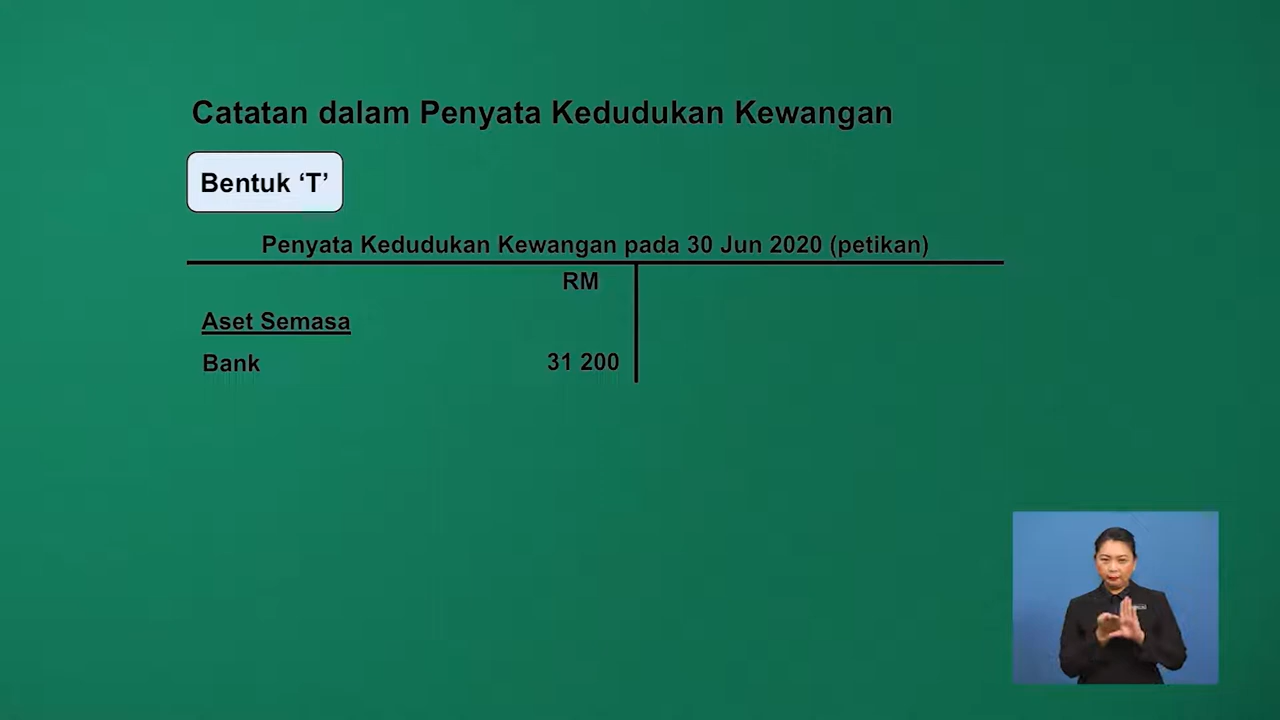 Catatan dalam Penyata Kedudukan Kewangan
Bentuk ‘T’
Penyata Kedudukan Kewangan pada 30 Jun 2020 (petikan)
RM
Aset Semasa
Bank 31 200